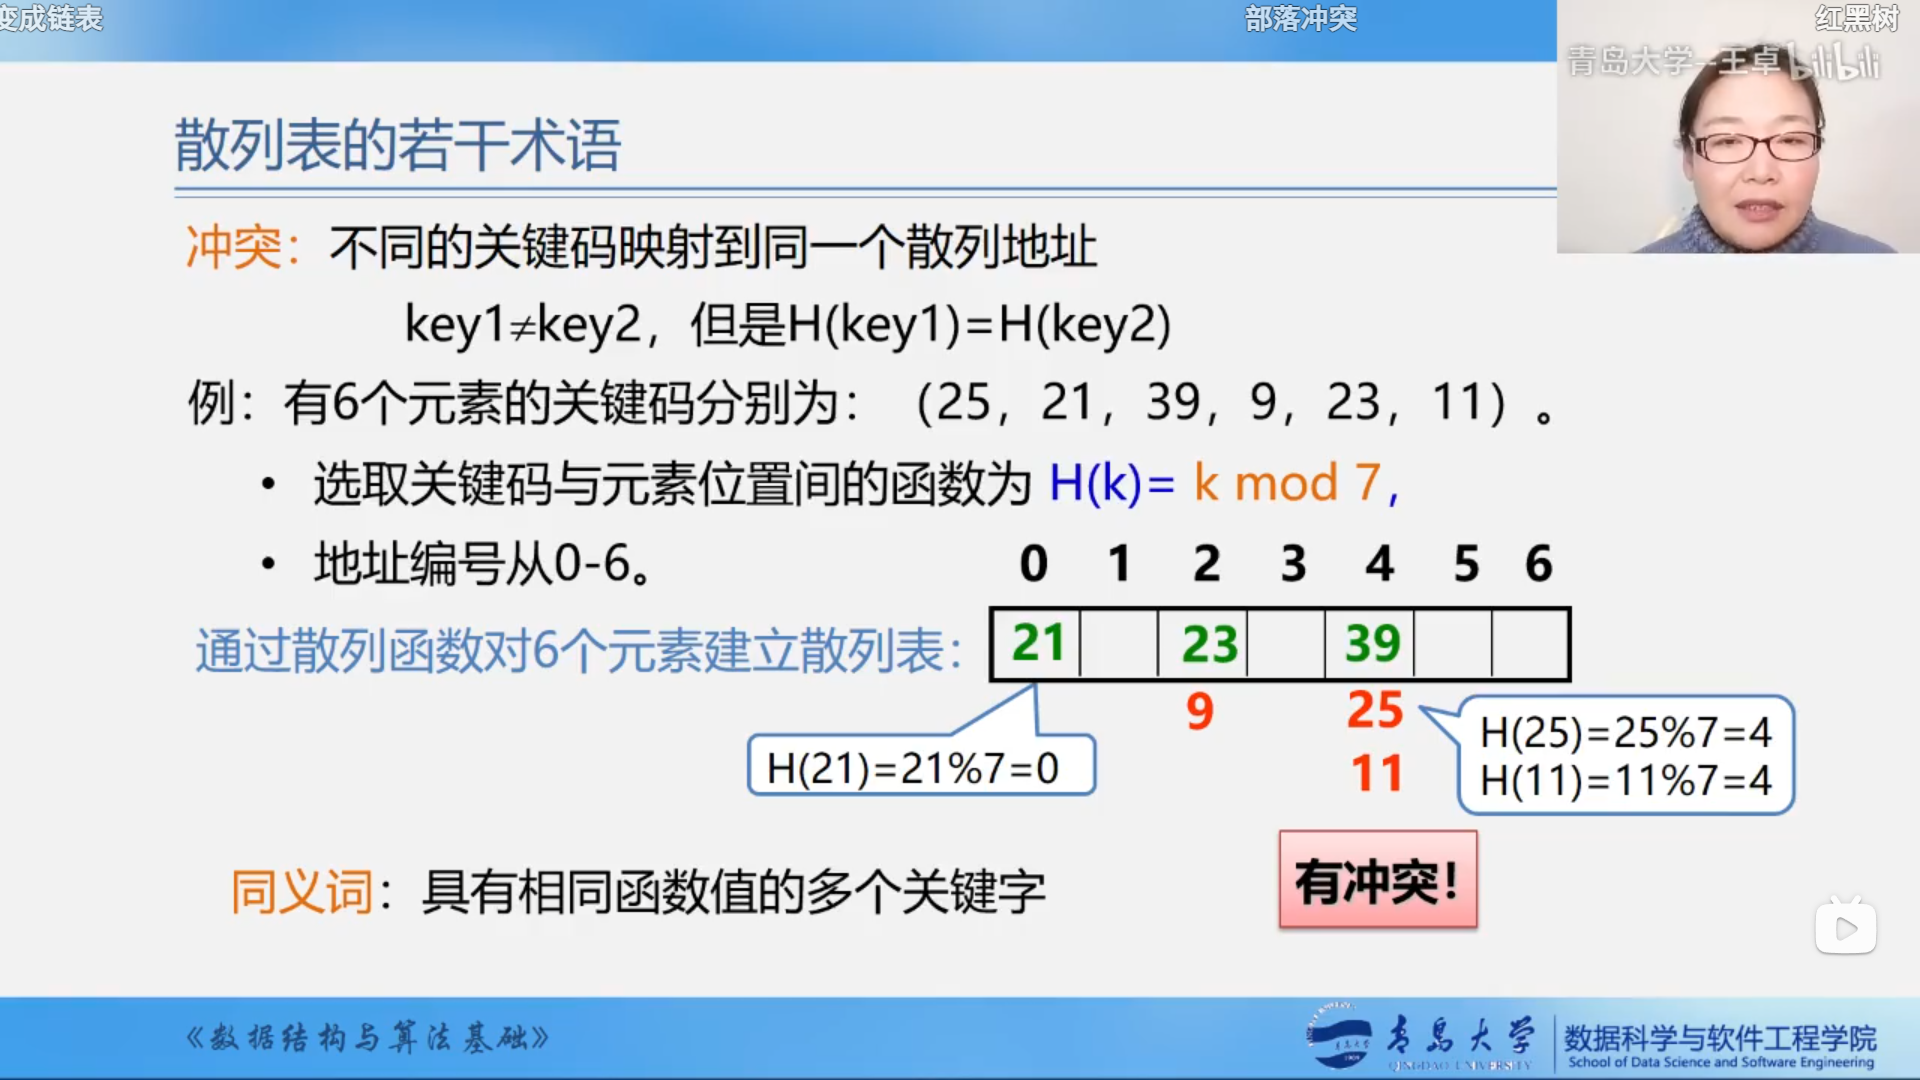 变成链表
部落冲突
红黑树
青岛大学--王卓 bilibili
散列表的若干术语
冲突：不同的关键码映射到同一个散列地址
key1≠key2，但是H(key1)=H(key2)
例：有6个元素的关键码分别为：（25，21，39，9，23，11）。
• 选取关键码与元素位置间的函数为 H(k)= k mod 7，
• 地址编号从0-6。
0 1 2 3 4 5 6
通过散列函数对6个元素建立散列表：
21 23 39
9 25
11
H(21)=21%7=0
H(25)=25%7=4
H(11)=11%7=4
同义词：具有相同函数值的多个关键字
有冲突！
《数据结构与算法基础》
青岛大学
QINGDAO UNIVERSITY
数据科学与软件工程学院
School of Data Science and Software Engineering